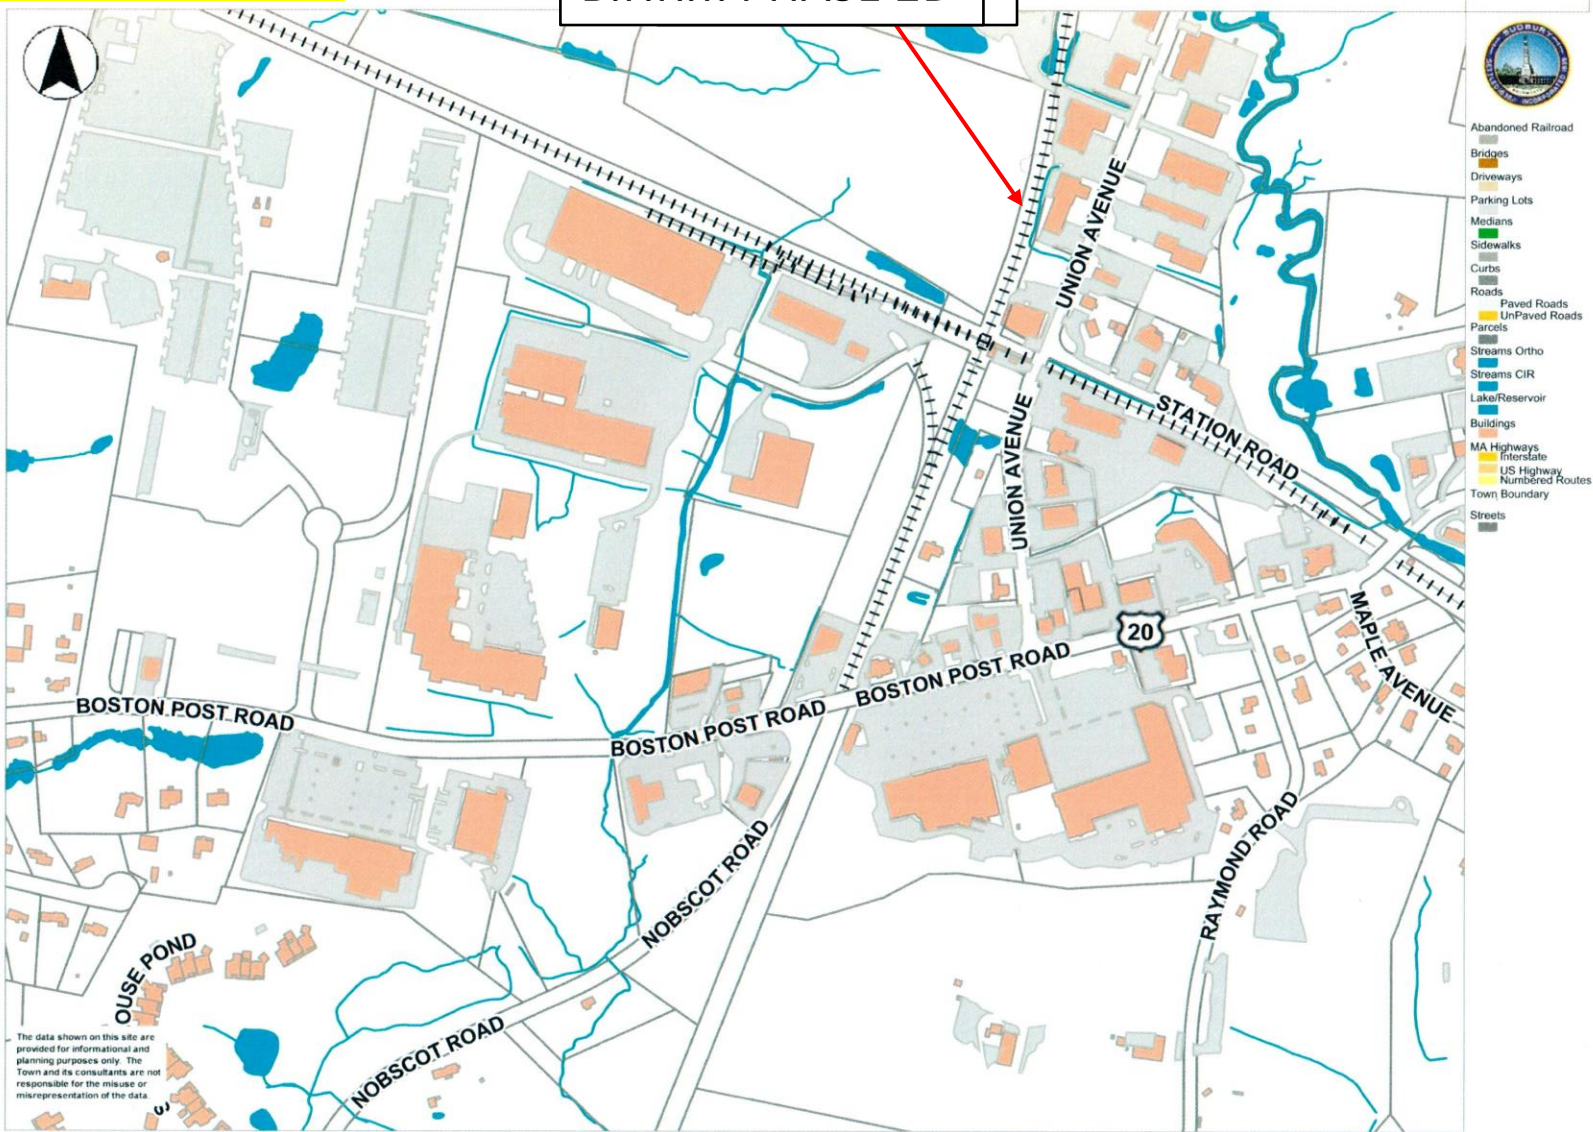 SUDBURY
Abandoned Railroad
Bridges
Driveways
Parking Lots
Medians
Sidewalks
Curbs
Roads
Paved Roads
UnPaved Roads
Parcels
Streams Ortho
Streams CIR
Lake/Reservoir
Buildings
MA Highways
Interstate
US Highway
Numbered Routes
Town Boundary
Streets
UNION AVENUE
UNION AVENUE
STATION ROAD
20
MAPLE AVENUE
BOSTON POST ROAD
BOSTON POST ROAD
BOSTON POST ROAD
NOBSCOT ROAD
RAYMOND ROAD
OUSE POND
NOBSCOT ROAD
The data shown on this site are
provided for informational and
planning purposes only. The
Town and its consultants are not
responsible for the misuse or
misrepresentation of the data.